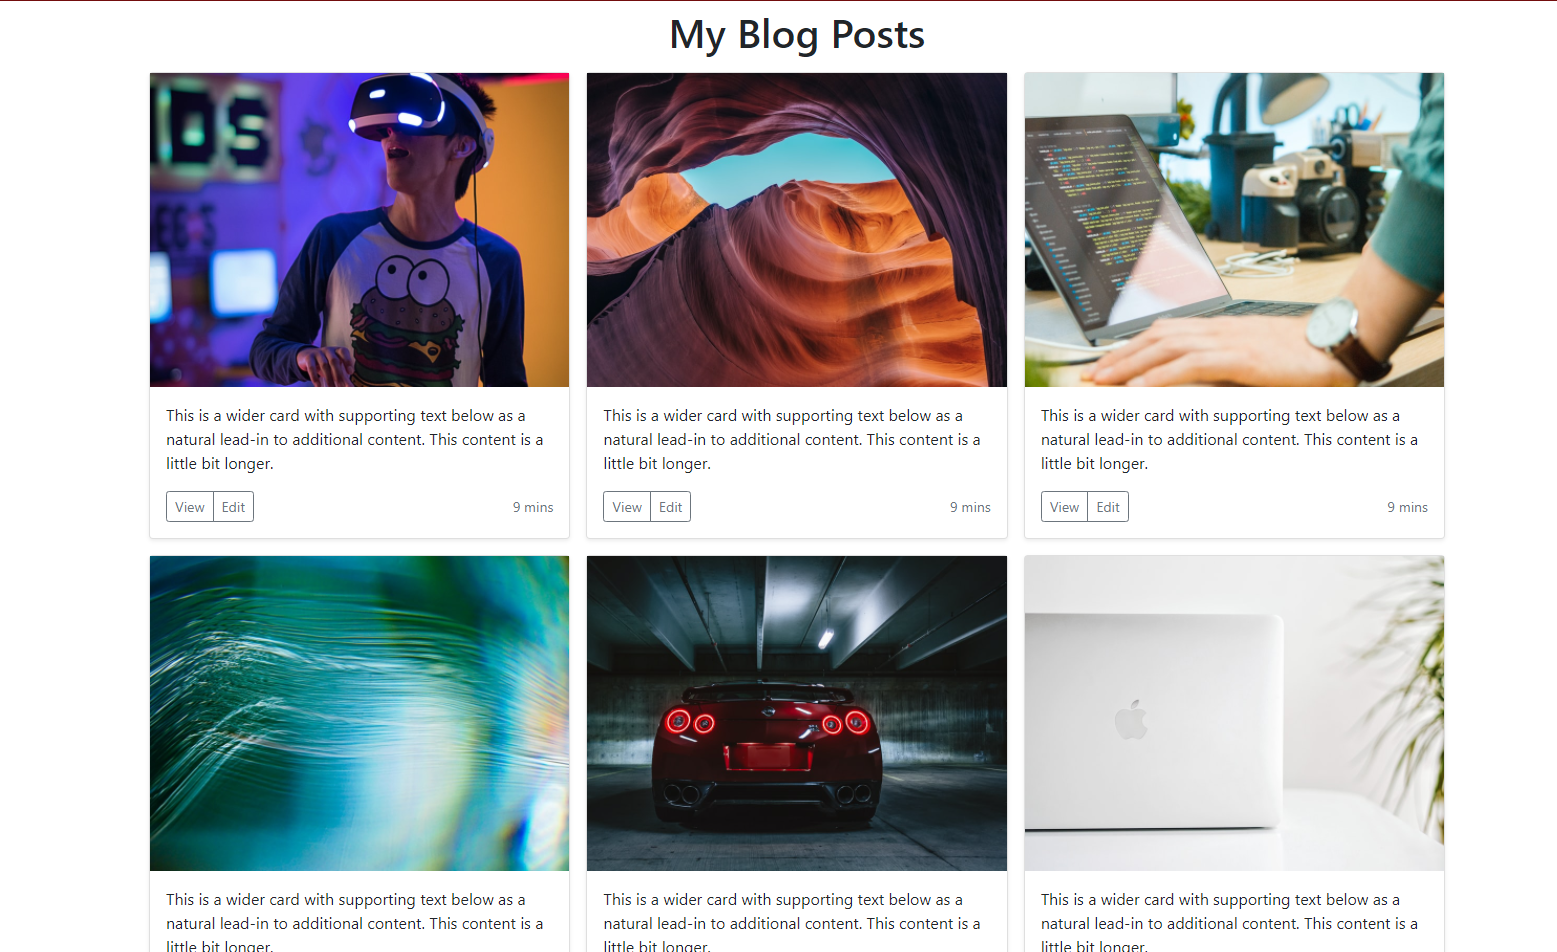 My Blog Posts
This is a wider card with supporting text below as a
natural lead-in to additional content. This content is a
little bit longer.
View Edit 9 mins
This is a wider card with supporting text below as a
natural lead-in to additional content. This content is a
little bit longer.
View Edit 9 mins
This is a wider card with supporting text below as a
natural lead-in to additional content. This content is a
little bit longer.
View Edit 9 mins
This is a wider card with supporting text below as a
natural lead-in to additional content. This content is a
little bit longer.
This is a wider card with supporting text below as a
natural lead-in to additional content. This content is a
little bit longer.
This is a wider card with supporting text below as a
natural lead-in to additional content. This content is a
little bit longer.